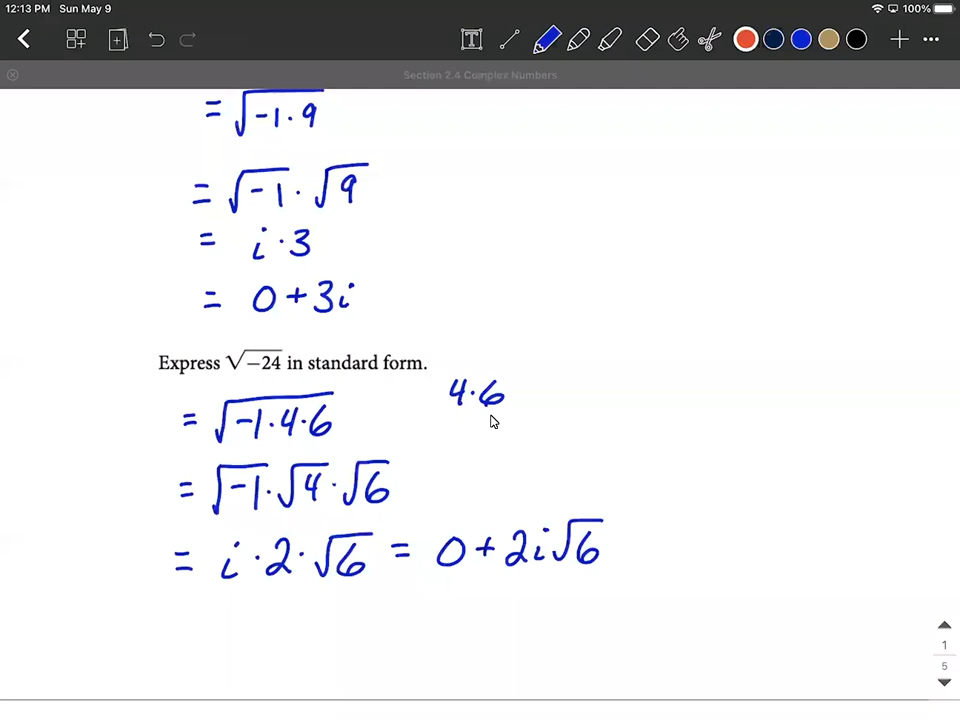 12:13 PM Sun May 9
100%
T
Section 2.4 Complex Numbers
= √-1·9
= √-1 · √9
= i·3
= 0+3i
Express √−24 in standard form.
4·6
= √-1·4·6
= √-1·√4·√6
= i·2·√6 = 0+2i√6
1
5